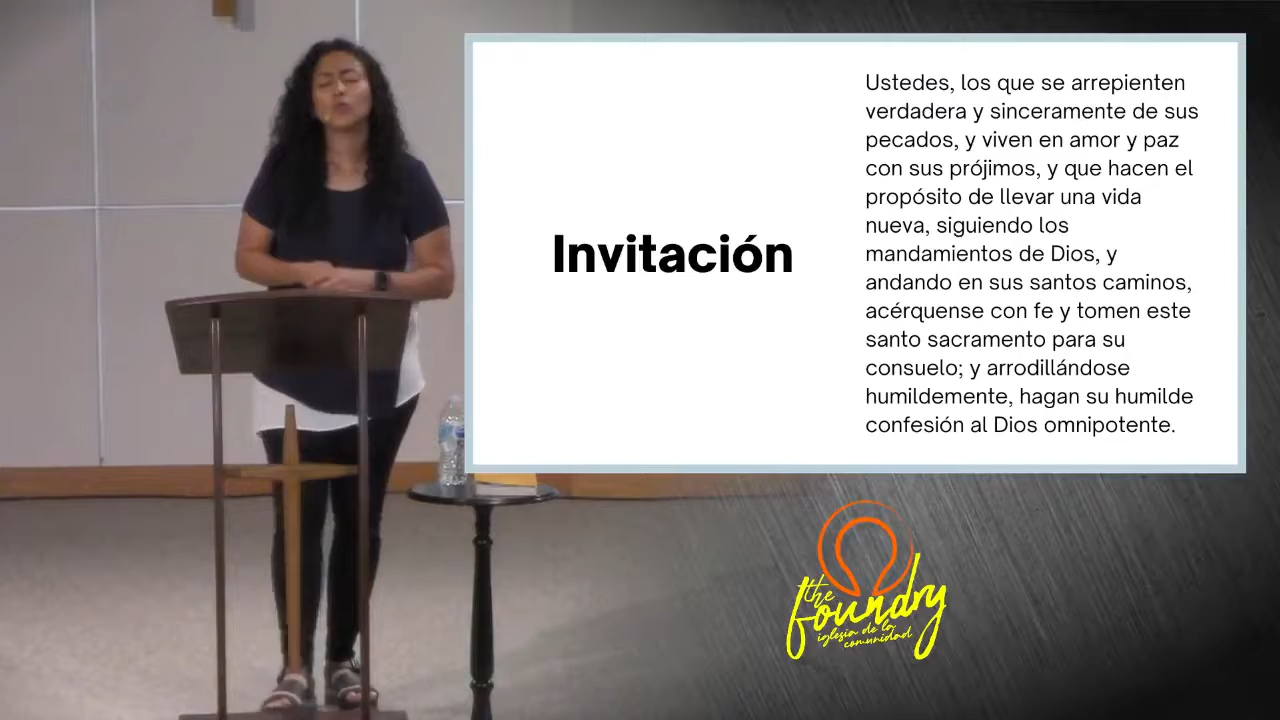 Invitación
Ustedes, los que se arrepienten
verdadera y sinceramente de sus
pecados, y viven en amor y paz
con sus prójimos, y que hacen el
propósito de llevar una vida
nueva, siguiendo los
mandamientos de Dios, y
andando en sus santos caminos,
acérquense con fe y tomen este
santo sacramento para su
consuelo; y arrodillándose
humildemente, hagan su humilde
confesión al Dios omnipotente.
the
foundry
iglesia de la
comunidad